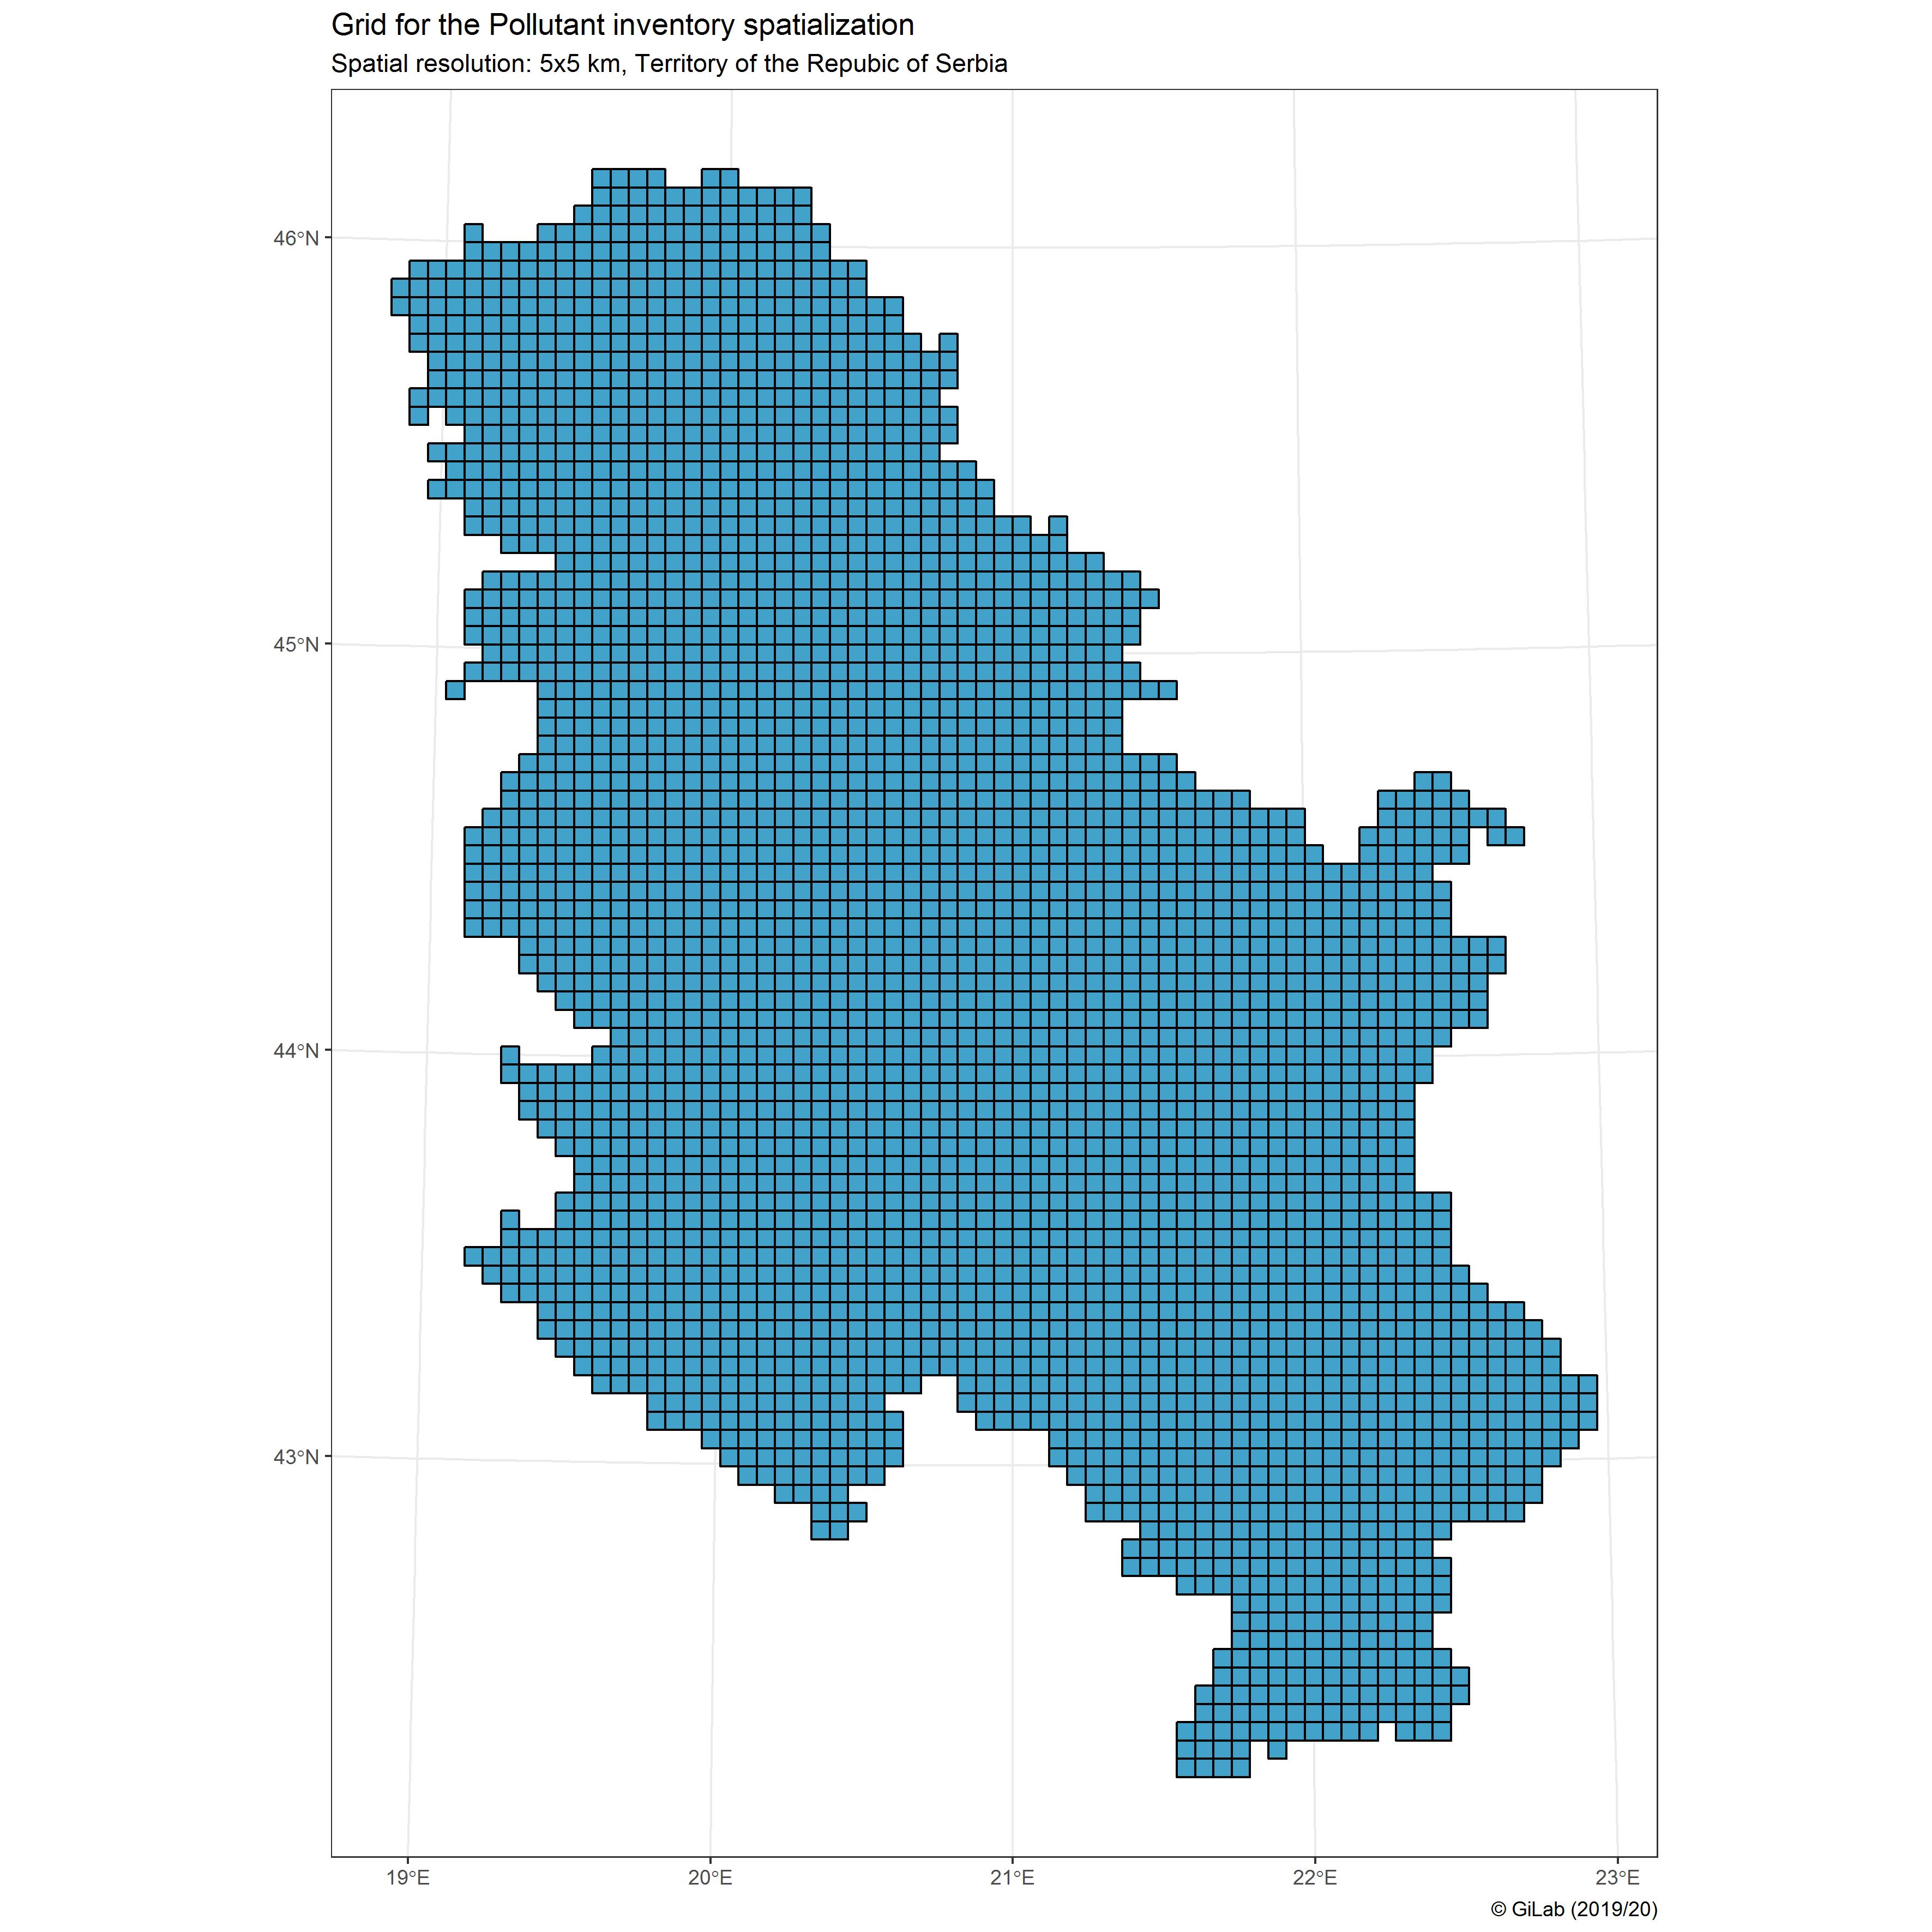 Grid for the Pollutant inventory spatialization
Spatial resolution: 5x5 km, Territory of the Repubic of Serbia
46°N
45°N
44°N
43°N
19°E 20°E 21°E 22°E 23°E
© GiLab (2019/20)